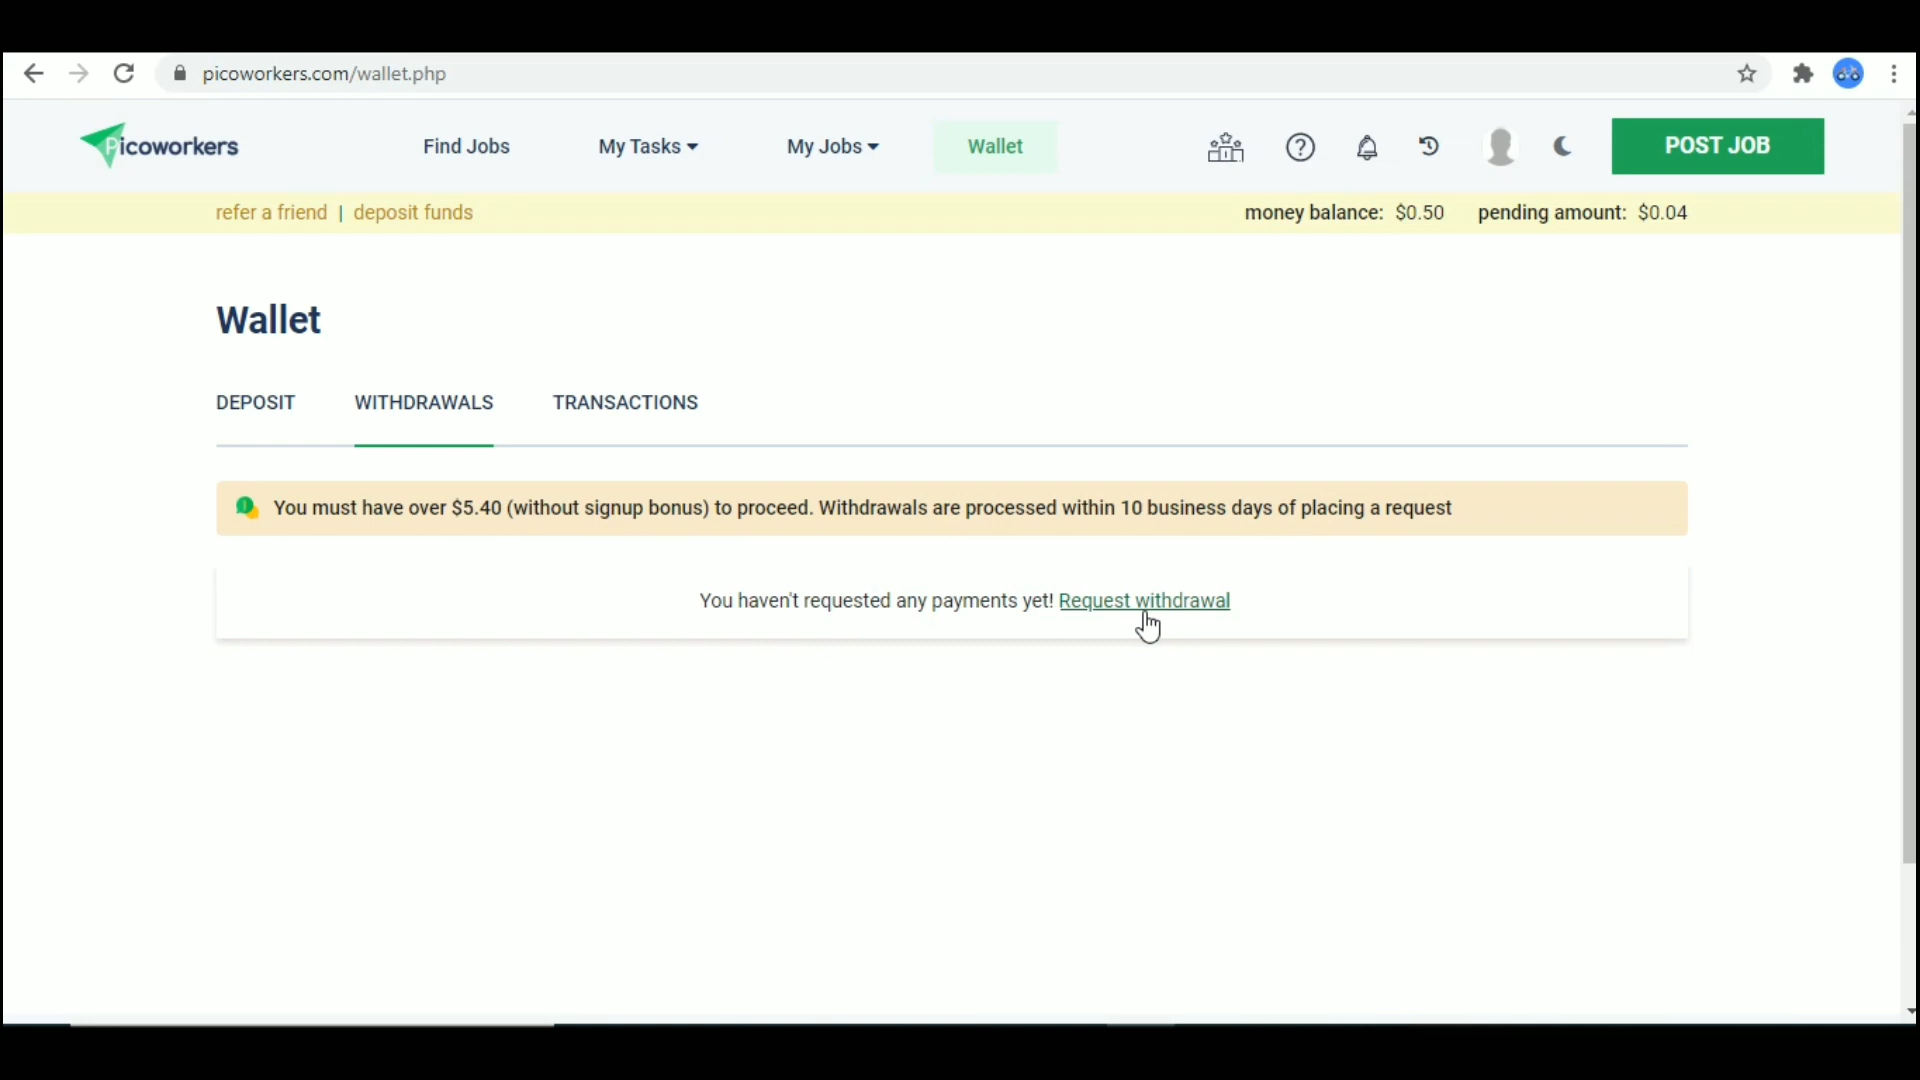 picoworkers.com/wallet.php
Picoworkers Find Jobs My Tasks My Jobs Wallet POST JOB
refer a friend | deposit funds money balance: $0.50 pending amount: $0.04
Wallet
DEPOSIT WITHDRAWALS TRANSACTIONS
You must have over $5.40 (without signup bonus) to proceed. Withdrawals are processed within 10 business days of placing a request
You haven't requested any payments yet! Request withdrawal